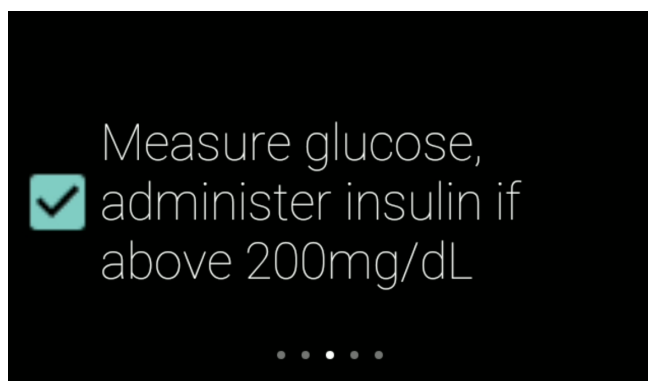 Measure glucose,
administer insulin if
above 200mg/dL